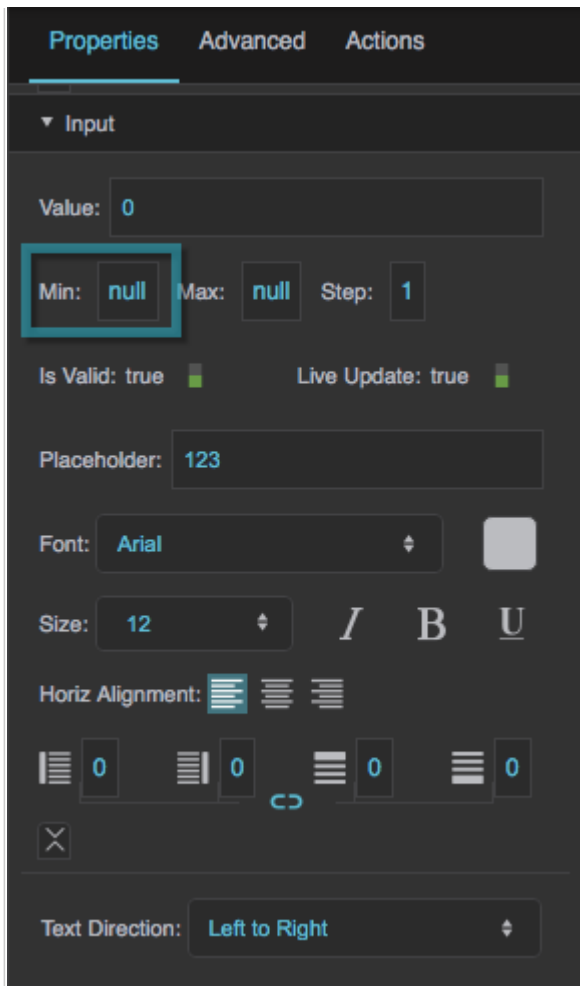 Properties Advanced Actions
Input
Value: 0
Min: null Max: null Step: 1
Is Valid: true Live Update: true
Placeholder: 123
Font: Arial
Size: 12 I B U
Horiz Alignment:
0 0 0 0
Text Direction: Left to Right